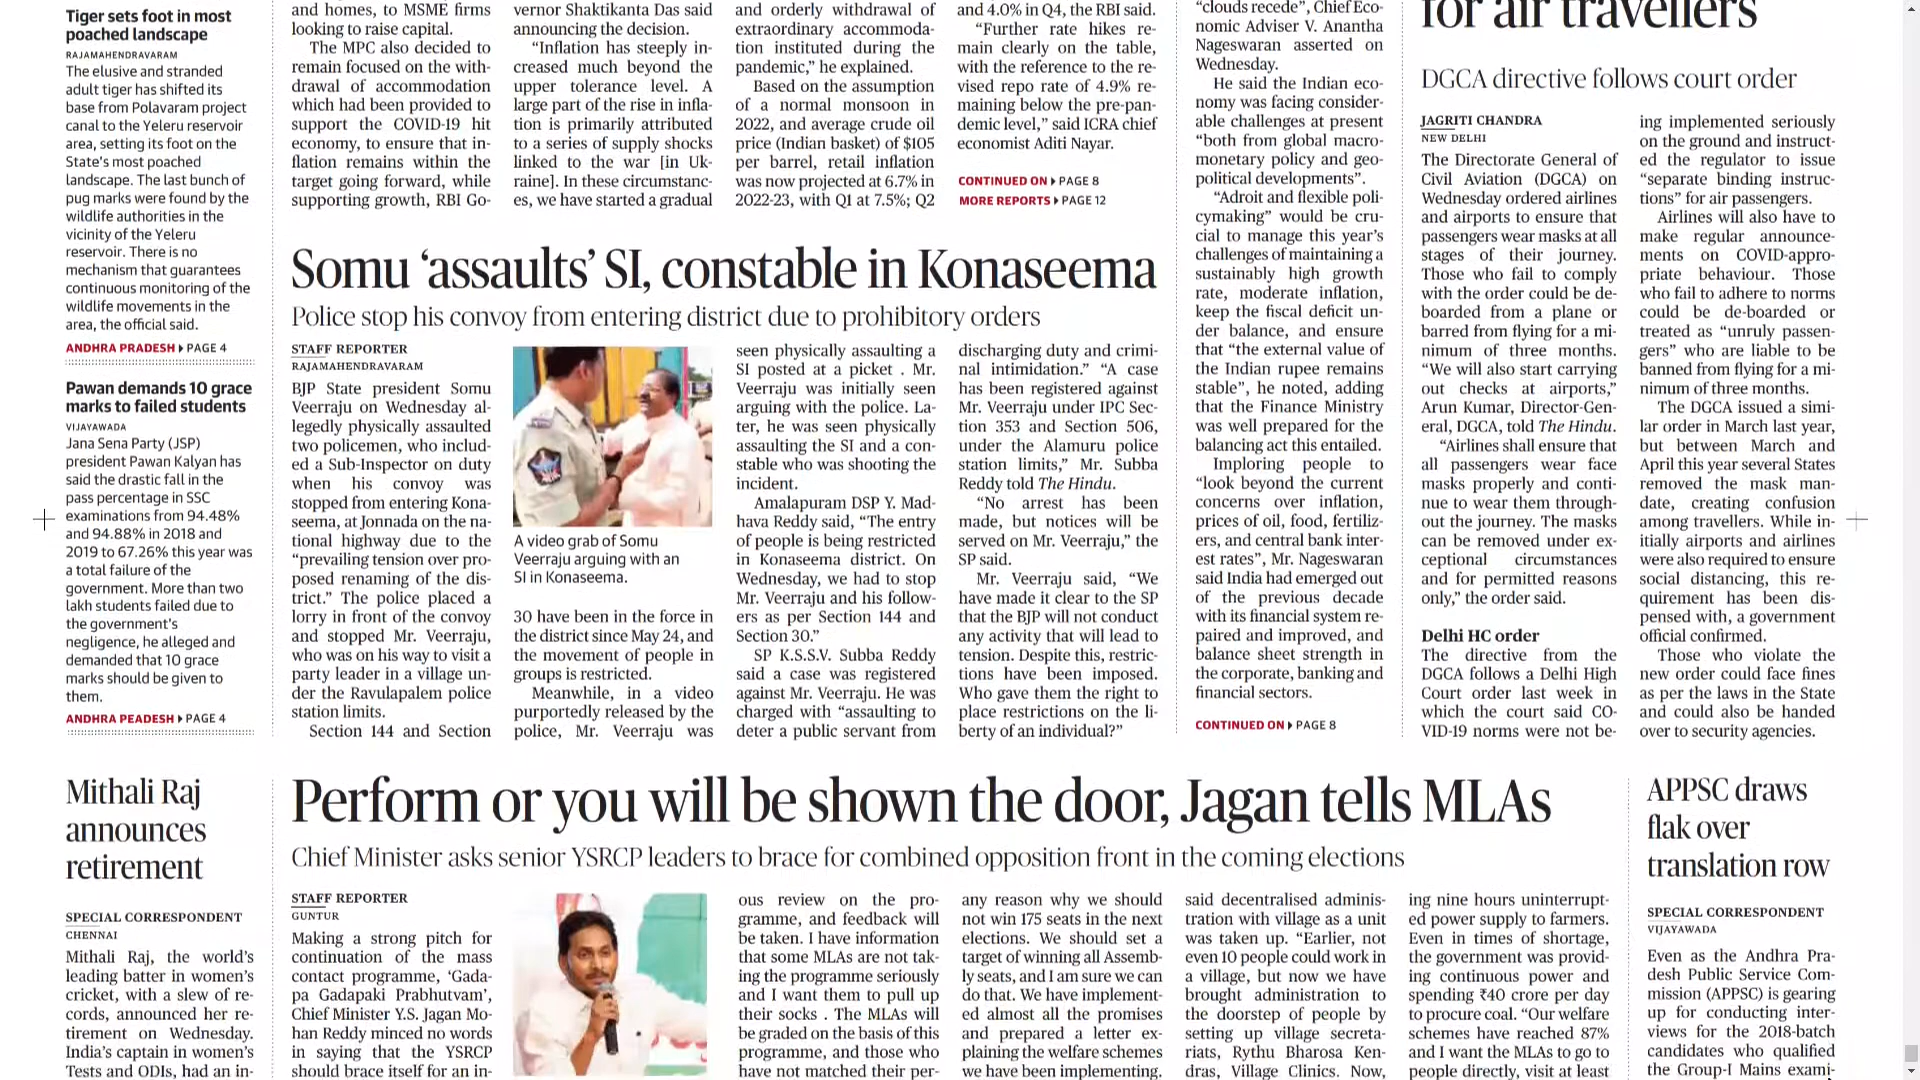 Tiger sets foot in most
poached landscape
RAJAMAHENDRAVARAM
The elusive and stranded
adult tiger has shifted its
base from Polavaram project
canal to the Yeleru reservoir
area, setting its foot on the
State's most poached
landscape. The last bunch of
pug marks were found by the
wildlife authorities in the
vicinity of the Yeleru
reservoir. There is no
mechanism that guarantees
continuous monitoring of the
wildlife movements in the
area, the official said.
ANDHRA PRADESH PAGE 4
Pawan demands 10 grace
marks to failed students
VIJAYAWADA
Jana Sena Party (JSP)
president Pawan Kalyan has
said the drastic fall in the
pass percentage in SSC
examinations from 94.48%
and 94.88% in 2018 and
2019 to 67.26% this year was
a total failure of the
government. More than two
lakh students failed due to
the government's
negligence, he alleged and
demanded that 10 grace
marks should be given to
them.
ANDHRA PEADESH PAGE 4
and homes, to MSME firms
looking to raise capital.
The MPC also decided to
remain focused on the with-
drawal of accommodation
which had been provided to
support the COVID-19 hit
economy, to ensure that in-
flation remains within the
target going forward, while
supporting growth, RBI Go-
vernor Shaktikanta Das said
announcing the decision.
“Inflation has steeply in-
creased much beyond the
upper tolerance level. A
large part of the rise in infla-
tion is primarily attributed
to a series of supply shocks
linked to the war [in Uk-
raine]. In these circumstanc-
es, we have started a gradual
and orderly withdrawal of
extraordinary accommoda-
tion instituted during the
pandemic,” he explained.
Based on the assumption
of a normal monsoon in
2022, and average crude oil
price (Indian basket) of $105
per barrel, retail inflation
was now projected at 6.7% in
2022-23, with Q1 at 7.5%; Q2
and 4.0% in Q4, the RBI said.
“Further rate hikes re-
main clearly on the table,
with the reference to the re-
vised repo rate of 4.9% re-
maining below the pre-pan-
demic level,” said ICRA chief
economist Aditi Nayar.
CONTINUED ON PAGE 8
MORE REPORTS PAGE 12
“clouds recede”, Chief Eco-
nomic Adviser V. Anantha
Nageswaran asserted on
Wednesday.
He said the Indian eco-
nomy was facing consider-
able challenges at present
“both from global macro-
monetary policy and geo-
political developments”.
“Adroit and flexible poli-
cymaking” would be cru-
cial to manage this year's
challenges of maintaining a
sustainably high growth
rate, moderate inflation,
keep the fiscal deficit un-
der balance, and ensure
that “the external value of
the Indian rupee remains
stable”, he noted, adding
that the Finance Ministry
was well prepared for the
balancing act this entailed.
Imploring people to
“look beyond the current
concerns over inflation,
prices of oil, food, fertiliz-
ers, and central bank inter-
est rates”, Mr. Nageswaran
said India had emerged out
of the previous decade
with its financial system re-
paired and improved, and
balance sheet strength in
the corporate, banking and
financial sectors.
CONTINUED ON PAGE 8
for air travellers
DGCA directive follows court order
JAGRITI CHANDRA
NEW DELHI
The Directorate General of
Civil Aviation (DGCA) on
Wednesday ordered airlines
and airports to ensure that
passengers wear masks at all
stages of their journey.
Those who fail to comply
with the order could be de-
boarded from a plane or
barred from flying for a mi-
nimum of three months.
“We will also start carrying
out checks at airports,”
Arun Kumar, Director-Gen-
eral, DGCA, told The Hindu.
“Airlines shall ensure that
all passengers wear face
masks properly and conti-
nue to wear them through-
out the journey. The masks
can be removed under ex-
ceptional circumstances
and for permitted reasons
only,” the order said.
Delhi HC order
The directive from the
DGCA follows a Delhi High
Court order last week in
which the court said CO-
VID-19 norms were not be-
ing implemented seriously
on the ground and instruct-
ed the regulator to issue
“separate binding instruc-
tions” for air passengers.
Airlines will also have to
make regular announce-
ments on COVID-appro-
priate behaviour. Those
who fail to adhere to norms
could be de-boarded or
treated as “unruly passen-
gers” who are liable to be
banned from flying for a mi-
nimum of three months.
The DGCA issued a simi-
lar order in March last year,
but between March and
April this year several States
removed the mask man-
date, creating confusion
among travellers. While in-
itially airports and airlines
were also required to ensure
social distancing, this re-
quirement has been dis-
pensed with, a government
official confirmed.
Those who violate the
new order could face fines
as per the laws in the State
and could also be handed
over to security agencies.
Somu ‘assaults’ SI, constable in Konaseema
Police stop his convoy from entering district due to prohibitory orders
STAFF REPORTER
RAJAMAHENDRAVARAM
BJP State president Somu
Veerraju on Wednesday al-
legedly physically assaulted
two policemen, who includ-
ed a Sub-Inspector on duty
when his convoy was
stopped from entering Kona-
seema, at Jonnada on the na-
tional highway due to the
“prevailing tension over pro-
posed renaming of the dis-
trict.” The police placed a
lorry in front of the convoy
and stopped Mr. Veerraju,
who was on his way to visit a
party leader in a village un-
der the Ravulapalem police
station limits.
Section 144 and Section
A video grab of Somu
Veerraju arguing with an
SI in Konaseema.
30 have been in the force in
the district since May 24, and
the movement of people in
groups is restricted.
Meanwhile, in a video
purportedly released by the
police, Mr. Veerraju was
seen physically assaulting a
SI posted at a picket . Mr.
Veerraju was initially seen
arguing with the police. La-
ter, he was seen physically
assaulting the SI and a con-
stable who was shooting the
incident.
Amalapuram DSP Y. Mad-
hava Reddy said, “The entry
of people is being restricted
in Konaseema district. On
Wednesday, we had to stop
Mr. Veerraju and his follow-
ers as per Section 144 and
Section 30.”
SP K.S.S.V. Subba Reddy
said a case was registered
against Mr. Veerraju. He was
charged with “assaulting to
deter a public servant from
discharging duty and crimi-
nal intimidation.” “A case
has been registered against
Mr. Veerraju under IPC Sec-
tion 353 and Section 506,
under the Alamuru police
station limits,” Mr. Subba
Reddy told The Hindu.
“No arrest has been
made, but notices will be
served on Mr. Veerraju,” the
SP said.
Mr. Veerraju said, “We
have made it clear to the SP
that the BJP will not conduct
any activity that will lead to
tension. Despite this, restric-
tions have been imposed.
Who gave them the right to
place restrictions on the li-
berty of an individual?”
Mithali Raj
announces
retirement
SPECIAL CORRESPONDENT
CHENNAI
Mithali Raj, the world's
leading batter in women's
cricket, with a slew of re-
cords, announced her re-
tirement on Wednesday.
India's captain in women's
Tests and ODIs, had an in-
Perform or you will be shown the door, Jagan tells MLAs
Chief Minister asks senior YSRCP leaders to brace for combined opposition front in the coming elections
STAFF REPORTER
GUNTUR
Making a strong pitch for
continuation of the mass
contact programme, ‘Gada-
pa Gadapaki Prabhutvam’,
Chief Minister Y.S. Jagan Mo-
han Reddy minced no words
in saying that the YSRCP
should brace itself for an in-
ous review on the pro-
gramme, and feedback will
be taken. I have information
that some MLAs are not tak-
ing the programme seriously
and I want them to pull up
their socks . The MLAs will
be graded on the basis of this
programme, and those who
have not matched their per-
any reason why we should
not win 175 seats in the next
elections. We should set a
target of winning all Assemb-
ly seats, and I am sure we can
do that. We have implement-
ed almost all the promises
and prepared a letter ex-
plaining the welfare schemes
we have been implementing.
said decentralised adminis-
tration with village as a unit
was taken up. “Earlier, not
even 10 people could work in
a village, but now we have
brought administration to
the doorstep of people by
setting up village secreta-
riats, Rythu Bharosa Ken-
dras, Village Clinics. Now,
ing nine hours uninterrupt-
ed power supply to farmers.
Even in times of shortage,
the government was provid-
ing continuous power and
spending ₹40 crore per day
to procure coal. “Our welfare
schemes have reached 87%
and I want the MLAs to go to
people directly, visit at least
APPSC draws
flak over
translation row
SPECIAL CORRESPONDENT
VIJAYAWADA
Even as the Andhra Pra-
desh Public Service Com-
mission (APPSC) is gearing
up for conducting inter-
views for the 2018-batch
candidates who qualified
the Group-I Mains exami-